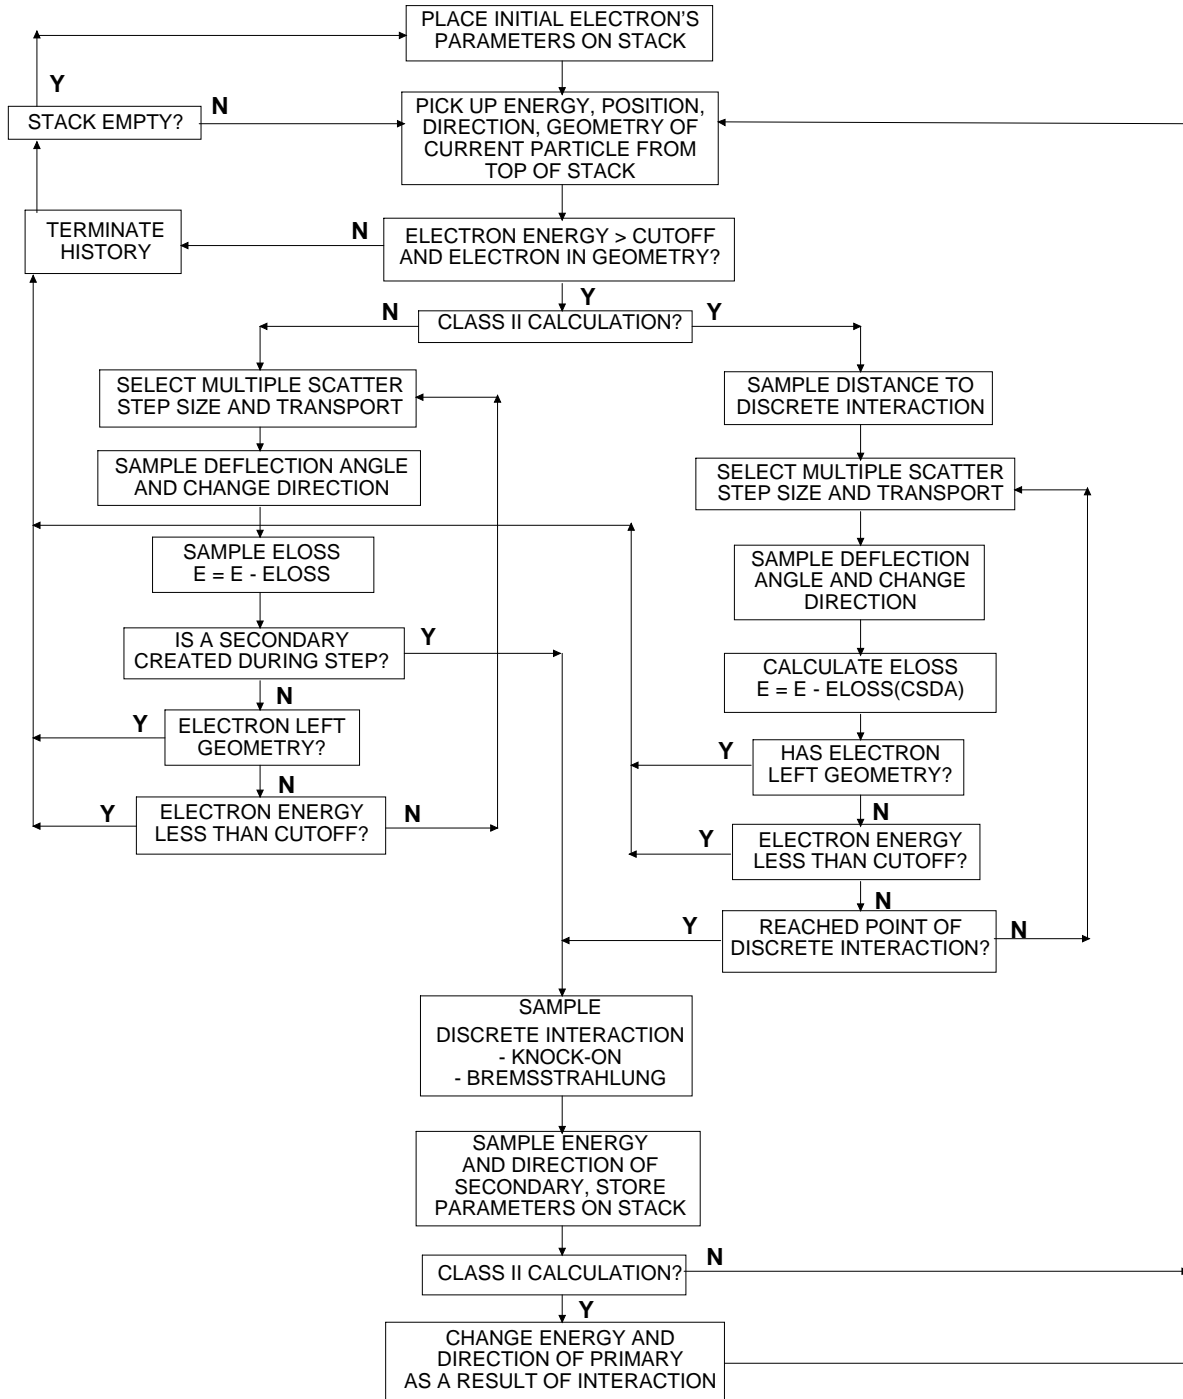 PLACE INITIAL ELECTRON'S
PARAMETERS ON STACK
Y
STACK EMPTY?
N
PICK UP ENERGY, POSITION,
DIRECTION, GEOMETRY OF
CURRENT PARTICLE FROM
TOP OF STACK
TERMINATE
HISTORY
N
ELECTRON ENERGY > CUTOFF
AND ELECTRON IN GEOMETRY?
Y
N
CLASS II CALCULATION?
Y
SELECT MULTIPLE SCATTER
STEP SIZE AND TRANSPORT
SAMPLE DEFLECTION ANGLE
AND CHANGE DIRECTION
SAMPLE ELOSS
E = E - ELOSS
IS A SECONDARY
CREATED DURING STEP?
Y
N
Y
ELECTRON LEFT
GEOMETRY?
N
Y
ELECTRON ENERGY
LESS THAN CUTOFF?
N
SAMPLE DISTANCE TO
DISCRETE INTERACTION
SELECT MULTIPLE SCATTER
STEP SIZE AND TRANSPORT
SAMPLE DEFLECTION
ANGLE AND CHANGE
DIRECTION
CALCULATE ELOSS
E = E - ELOSS(CSDA)
Y
HAS ELECTRON
LEFT GEOMETRY?
N
Y
ELECTRON ENERGY
LESS THAN CUTOFF?
N
Y
REACHED POINT OF
DISCRETE INTERACTION?
N
SAMPLE
DISCRETE INTERACTION
- KNOCK-ON
- BREMSSTRAHLUNG
SAMPLE ENERGY
AND DIRECTION OF
SECONDARY, STORE
PARAMETERS ON STACK
CLASS II CALCULATION?
N
Y
CHANGE ENERGY AND
DIRECTION OF PRIMARY
AS A RESULT OF INTERACTION